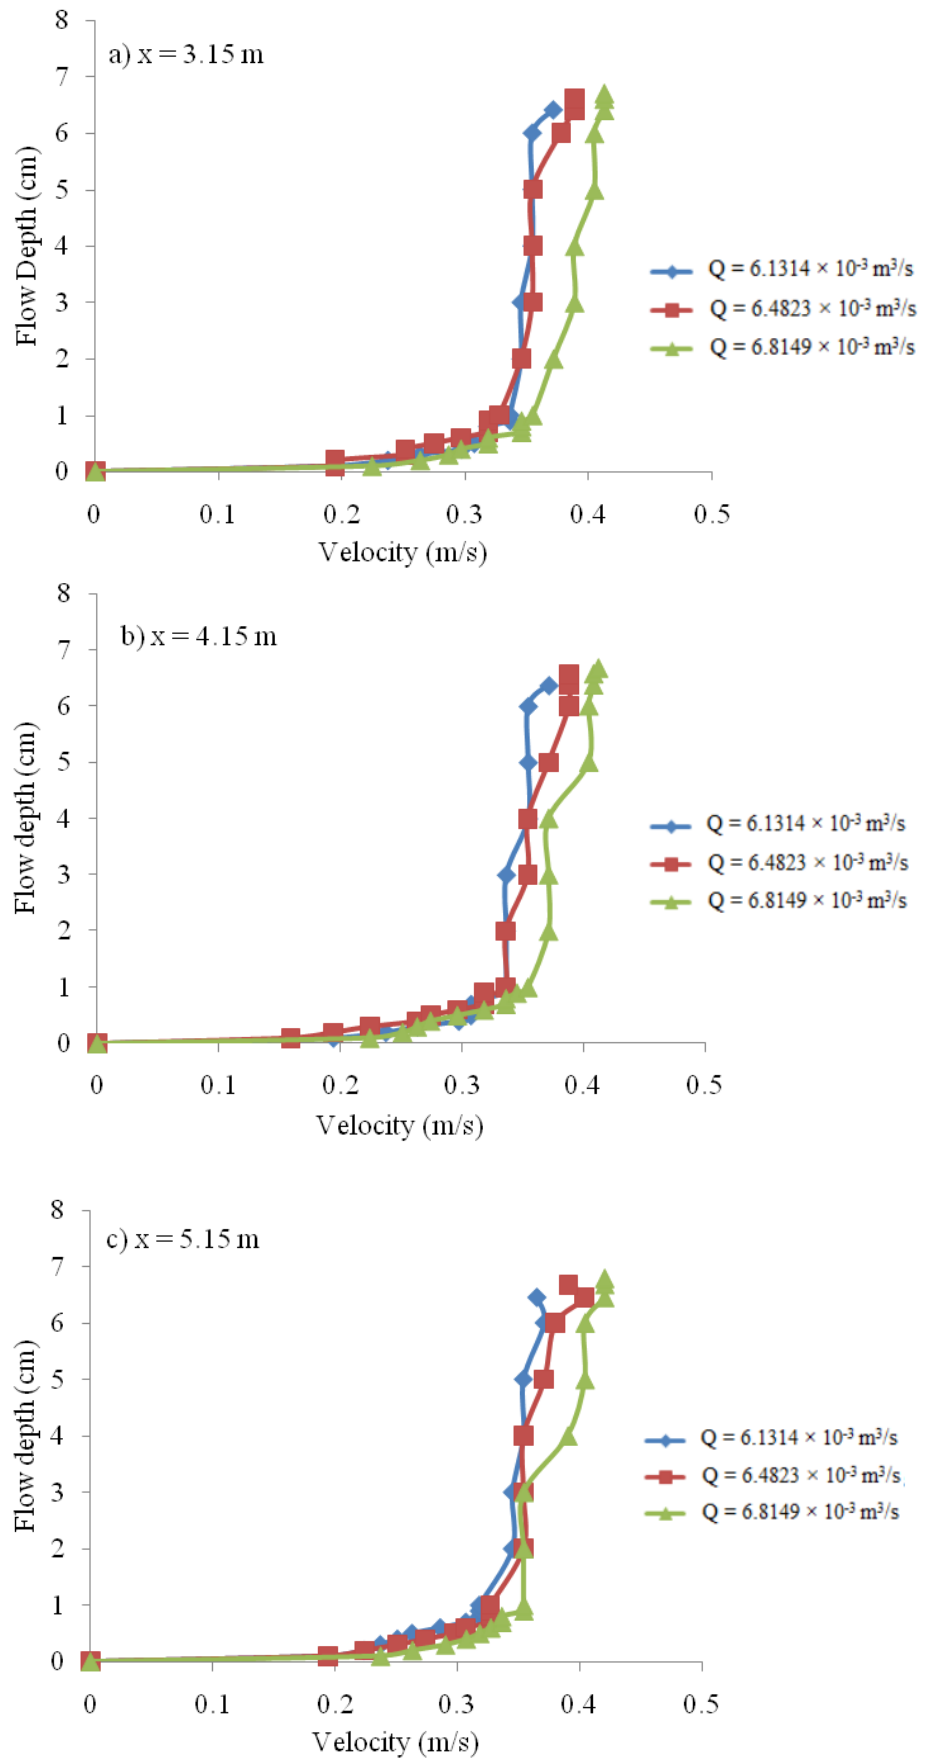 8
a) x = 3.15 m
7
6
5
4
3
2
1
0
Flow Depth (cm)
0 0.1 0.2 0.3 0.4 0.5
Velocity (m/s)
Q = 6.1314 × 10⁻³ m³/s
Q = 6.4823 × 10⁻³ m³/s
Q = 6.8149 × 10⁻³ m³/s
8
b) x = 4.15 m
7
6
5
4
3
2
1
0
Flow depth (cm)
0 0.1 0.2 0.3 0.4 0.5
Velocity (m/s)
Q = 6.1314 × 10⁻³ m³/s
Q = 6.4823 × 10⁻³ m³/s
Q = 6.8149 × 10⁻³ m³/s
8
c) x = 5.15 m
7
6
5
4
3
2
1
0
Flow depth (cm)
0 0.1 0.2 0.3 0.4 0.5
Velocity (m/s)
Q = 6.1314 × 10⁻³ m³/s
Q = 6.4823 × 10⁻³ m³/s
Q = 6.8149 × 10⁻³ m³/s